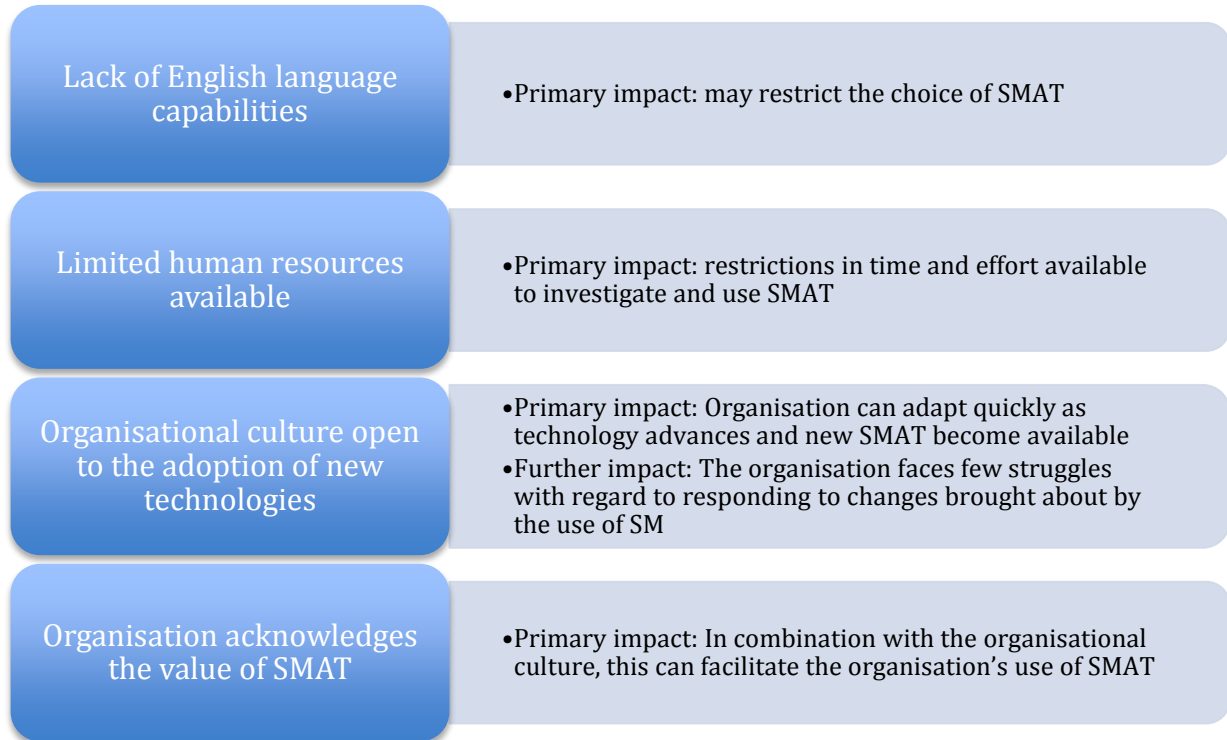 Lack of English language
capabilities
•Primary impact: may restrict the choice of SMAT
Limited human resources
available
•Primary impact: restrictions in time and effort available
to investigate and use SMAT
Organisational culture open
to the adoption of new
technologies
•Primary impact: Organisation can adapt quickly as
technology advances and new SMAT become available
•Further impact: The organisation faces few struggles
with regard to responding to changes brought about by
the use of SM
Organisation acknowledges
the value of SMAT
•Primary impact: In combination with the organisational
culture, this can facilitate the organisation’s use of SMAT